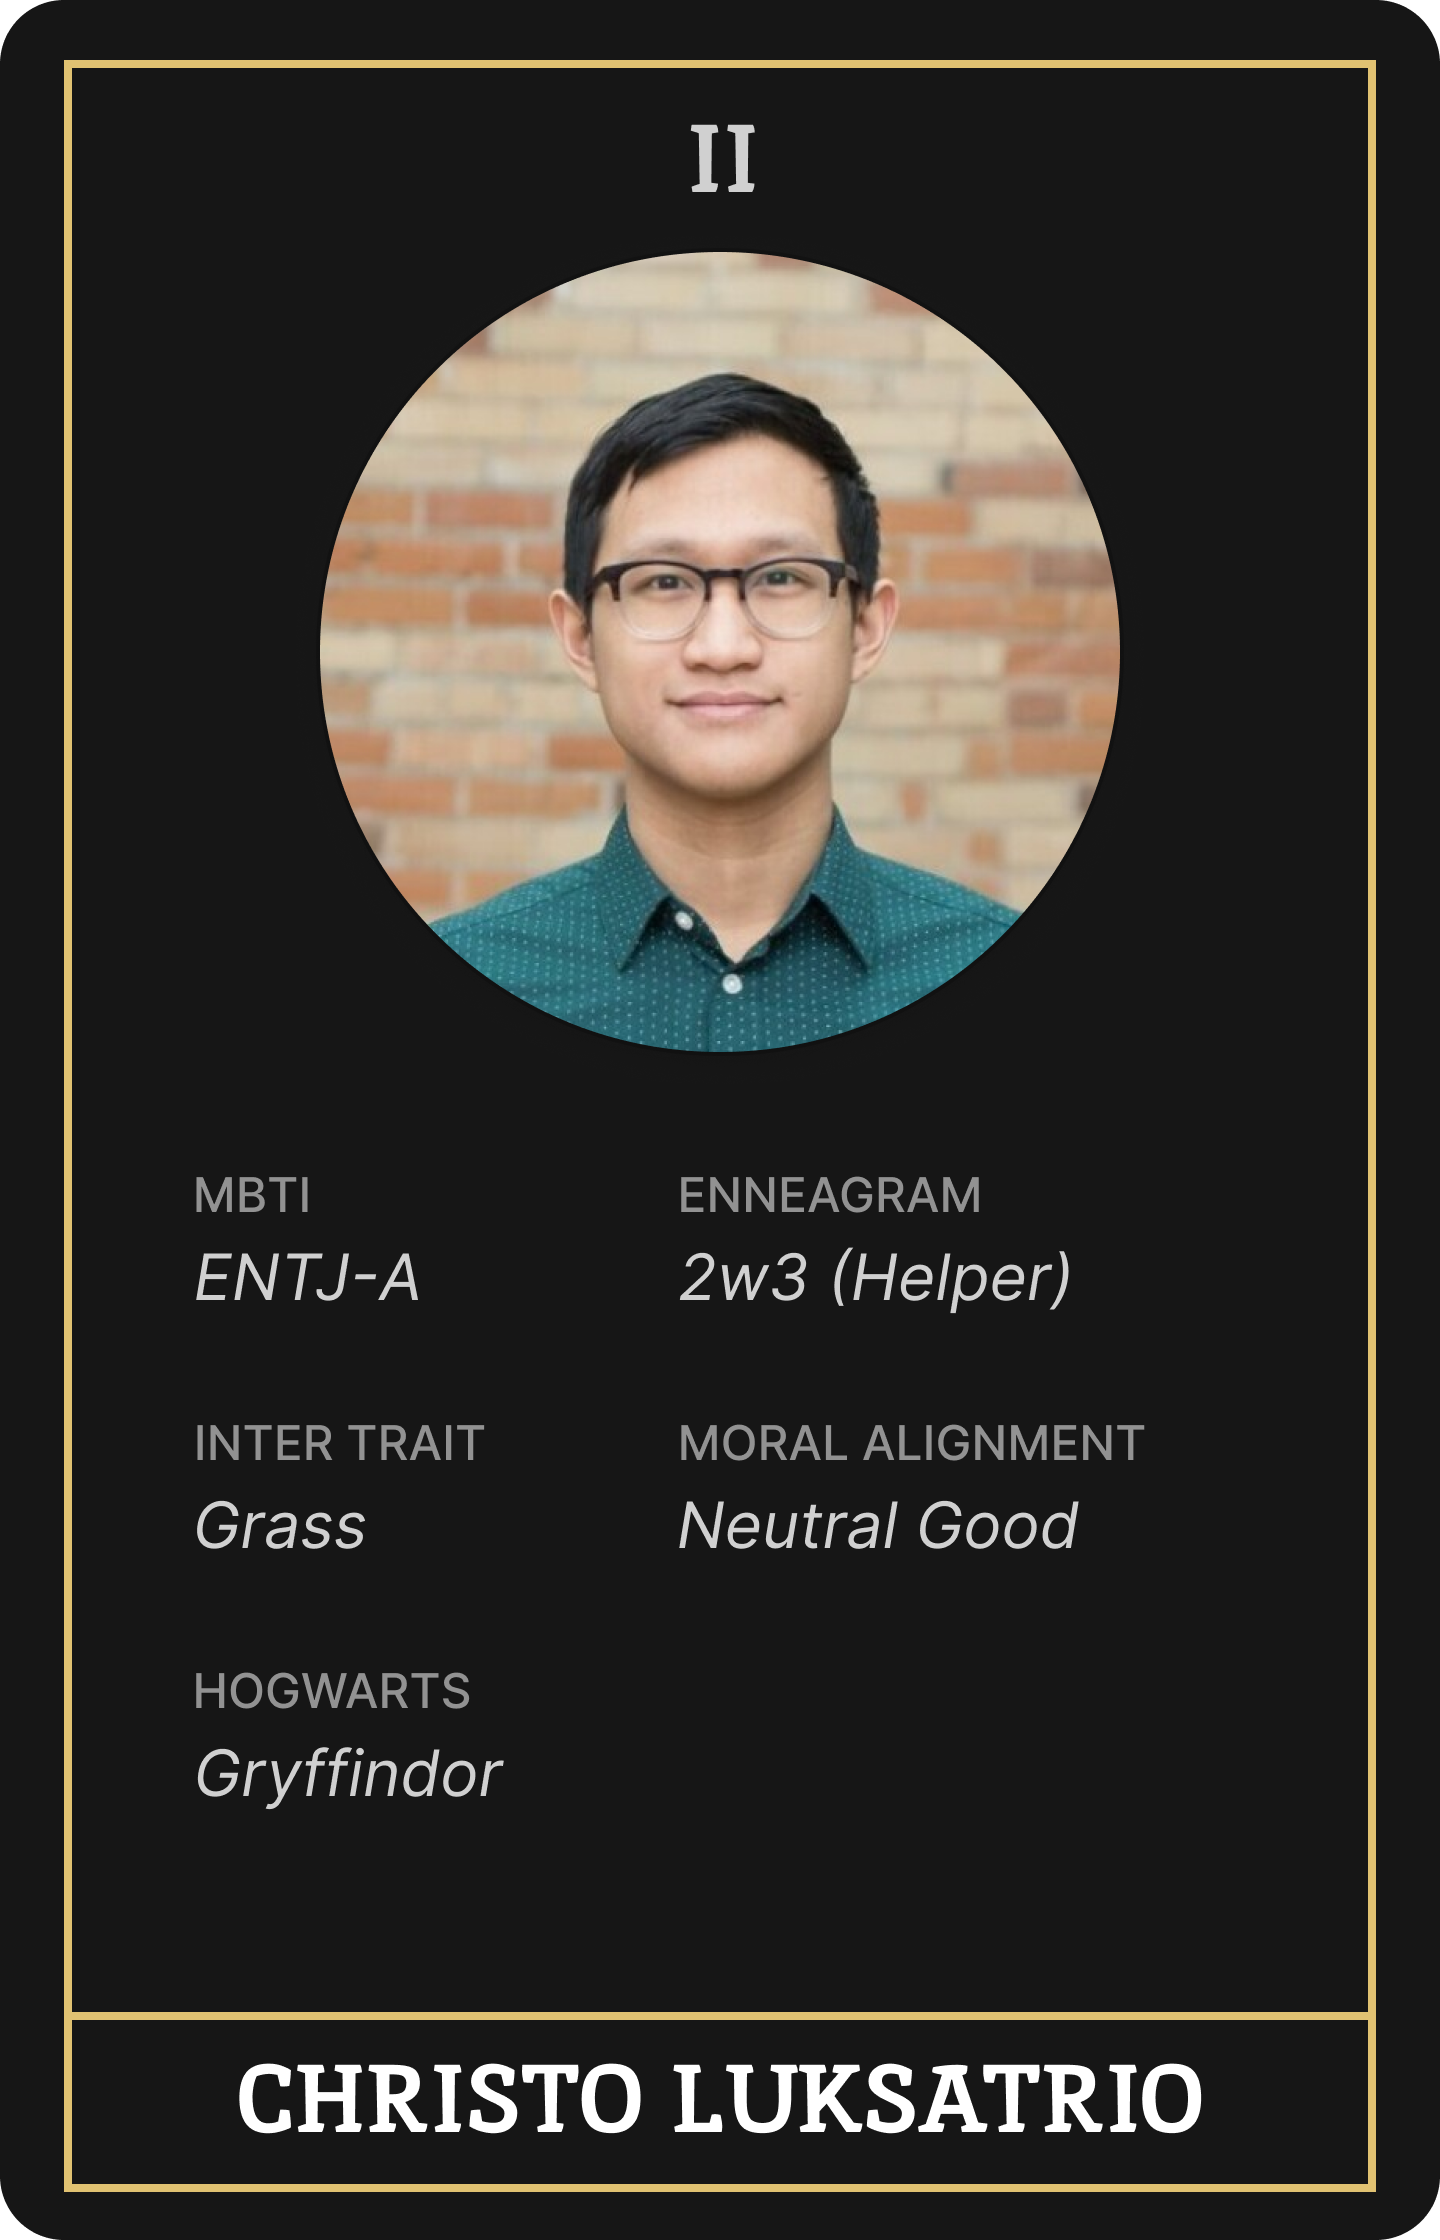 II
MBTI
ENTJ-A
ENNEAGRAM
2w3 (Helper)
INTER TRAIT
Grass
MORAL ALIGNMENT
Neutral Good
HOGWARTS
Gryffindor
CHRISTO LUKSATRIO